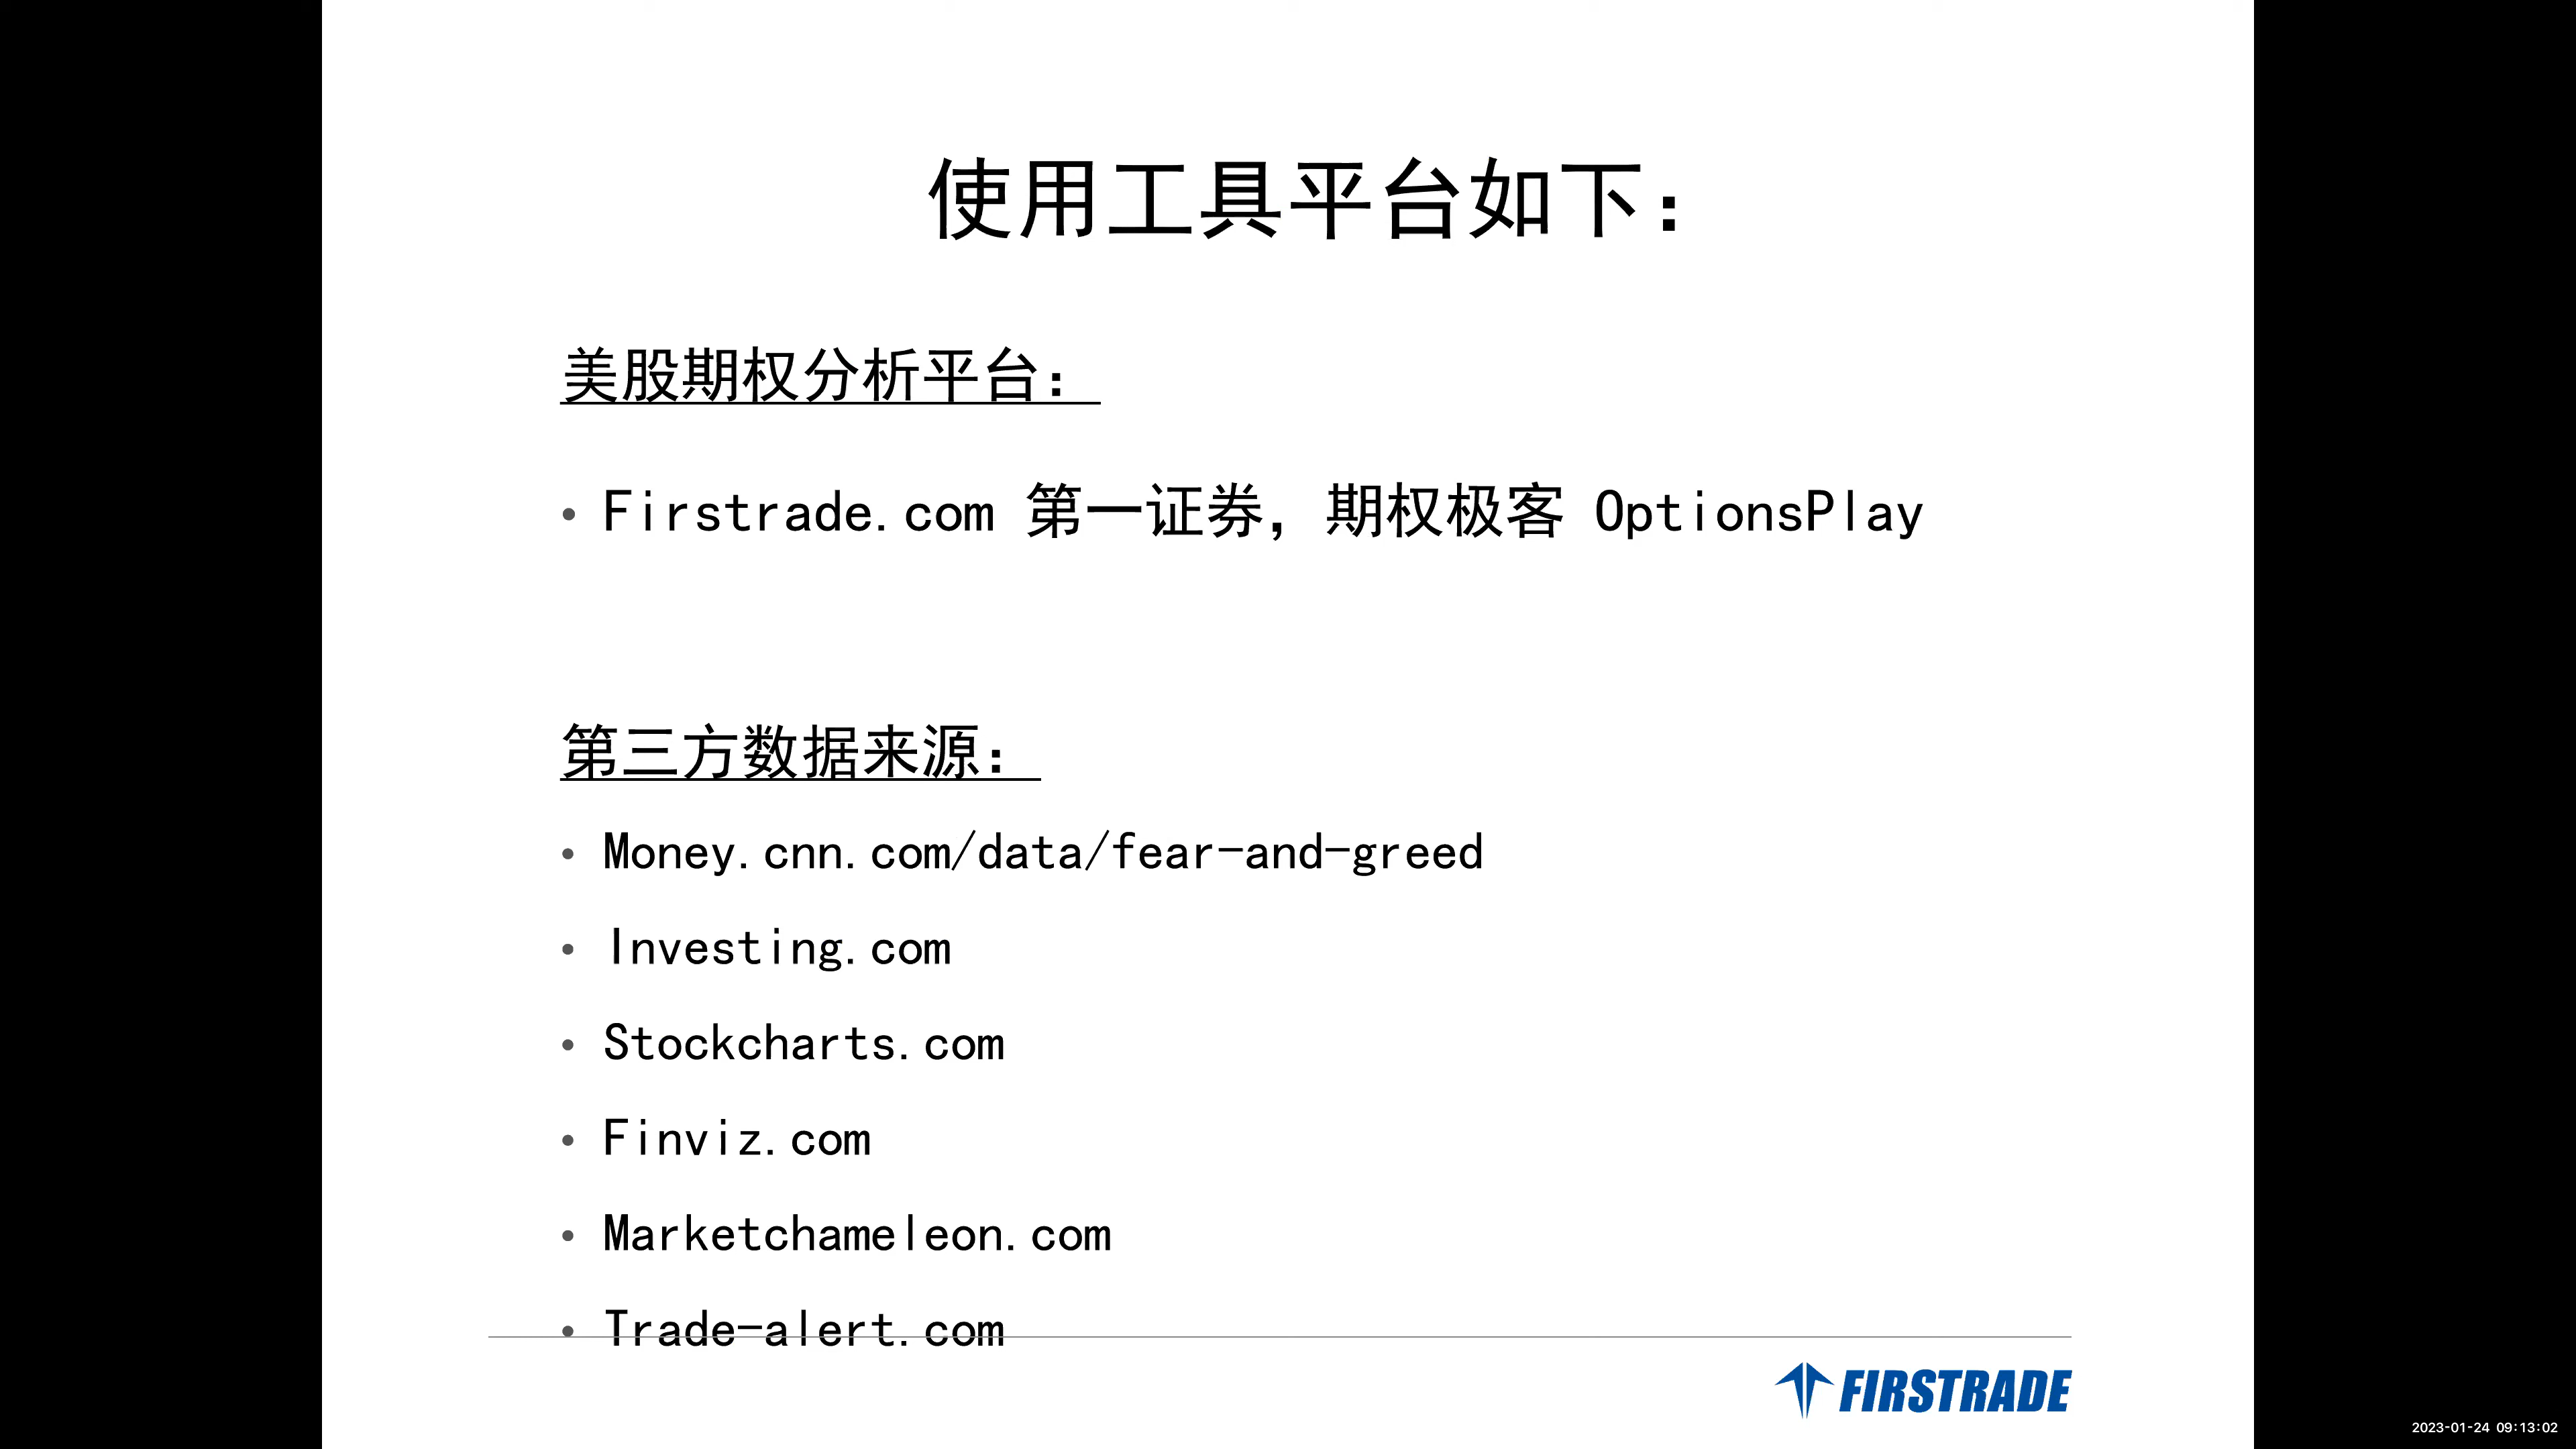 使用工具平台如下：
美股期权分析平台：
• Firstrade.com 第一证券，期权极客 OptionsPlay
第三方数据来源：
• Money.cnn.com/data/fear-and-greed
• Investing.com
• Stockcharts.com
• Finviz.com
• Marketchameleon.com
• Trade-alert.com
FIRSTRADE
2023-01-24 09:13:02